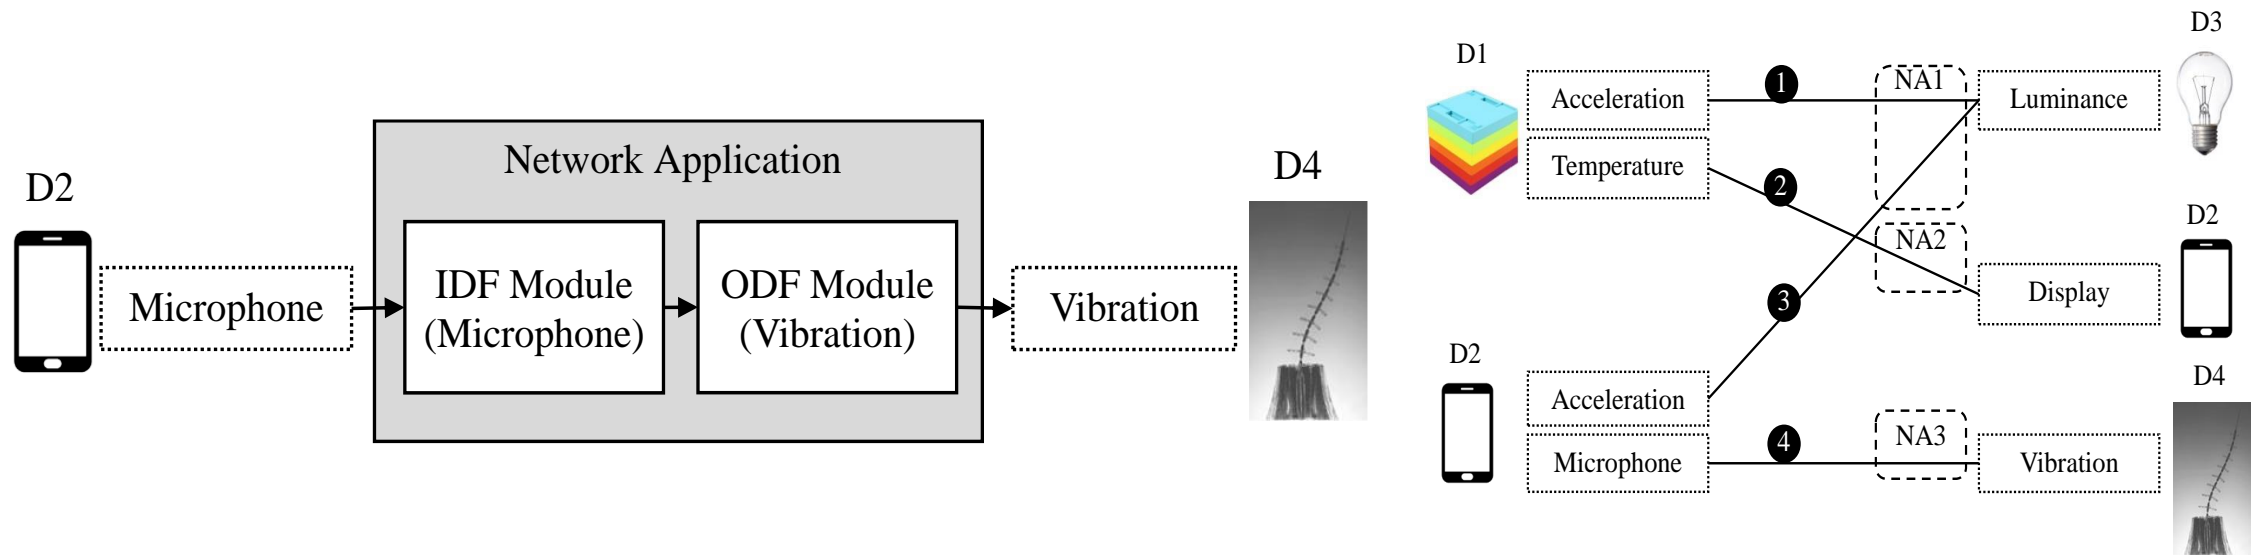 D2
Microphone
Network Application
IDF Module
(Microphone)
ODF Module
(Vibration)
Vibration
D4
D1
Acceleration
Temperature
D2
Acceleration
Microphone
1
2
3
4
NA1
NA2
NA3
Luminance
D3
Display
D2
Vibration
D4